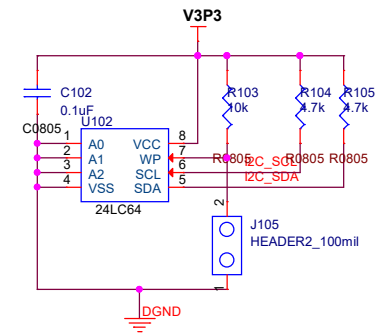 V3P3
C102
0.1uF
C0805
U102
1 A0 VCC 8
2 A1 WP 7
3 A2 SCL 6
4 VSS SDA 5
24LC64
R103
10k
R0805
R104
4.7k
R0805
R105
4.7k
R0805
I2C_SCL
I2C_SDA
2
J105
HEADER2_100mil
1
DGND